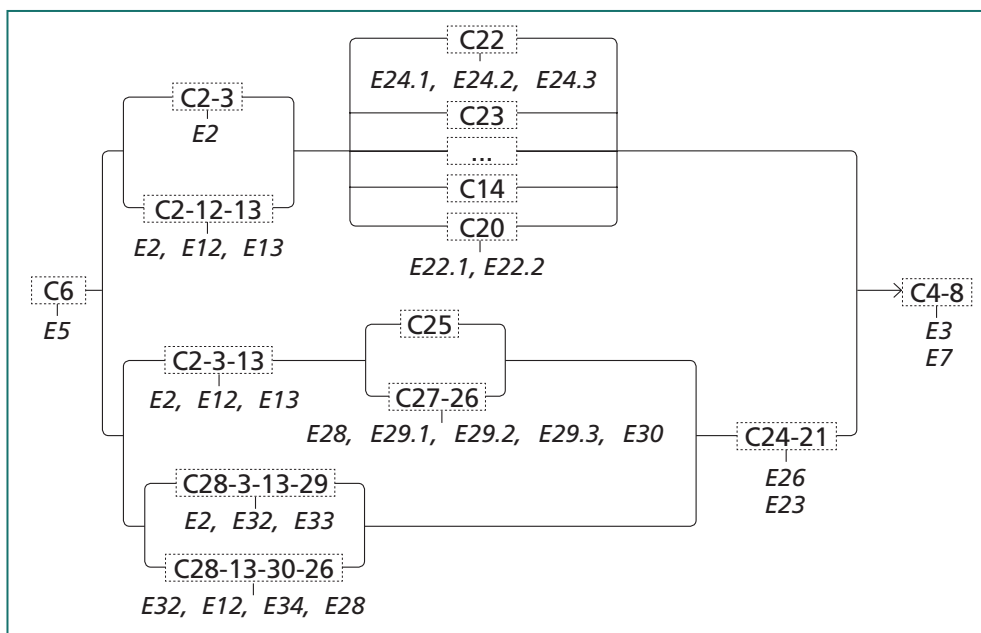 C22
E24.1, E24.2, E24.3
C2-3
E2
C23
...
C14
C2-12-13
E2, E12, E13
C20
E22.1, E22.2
C6
E5
C4-8
E3
E7
C25
C2-3-13
E2, E12, E13
C27-26
E28, E29.1, E29.2, E29.3, E30
C24-21
E26
E23
C28-3-13-29
E2, E32, E33
C28-13-30-26
E32, E12, E34, E28